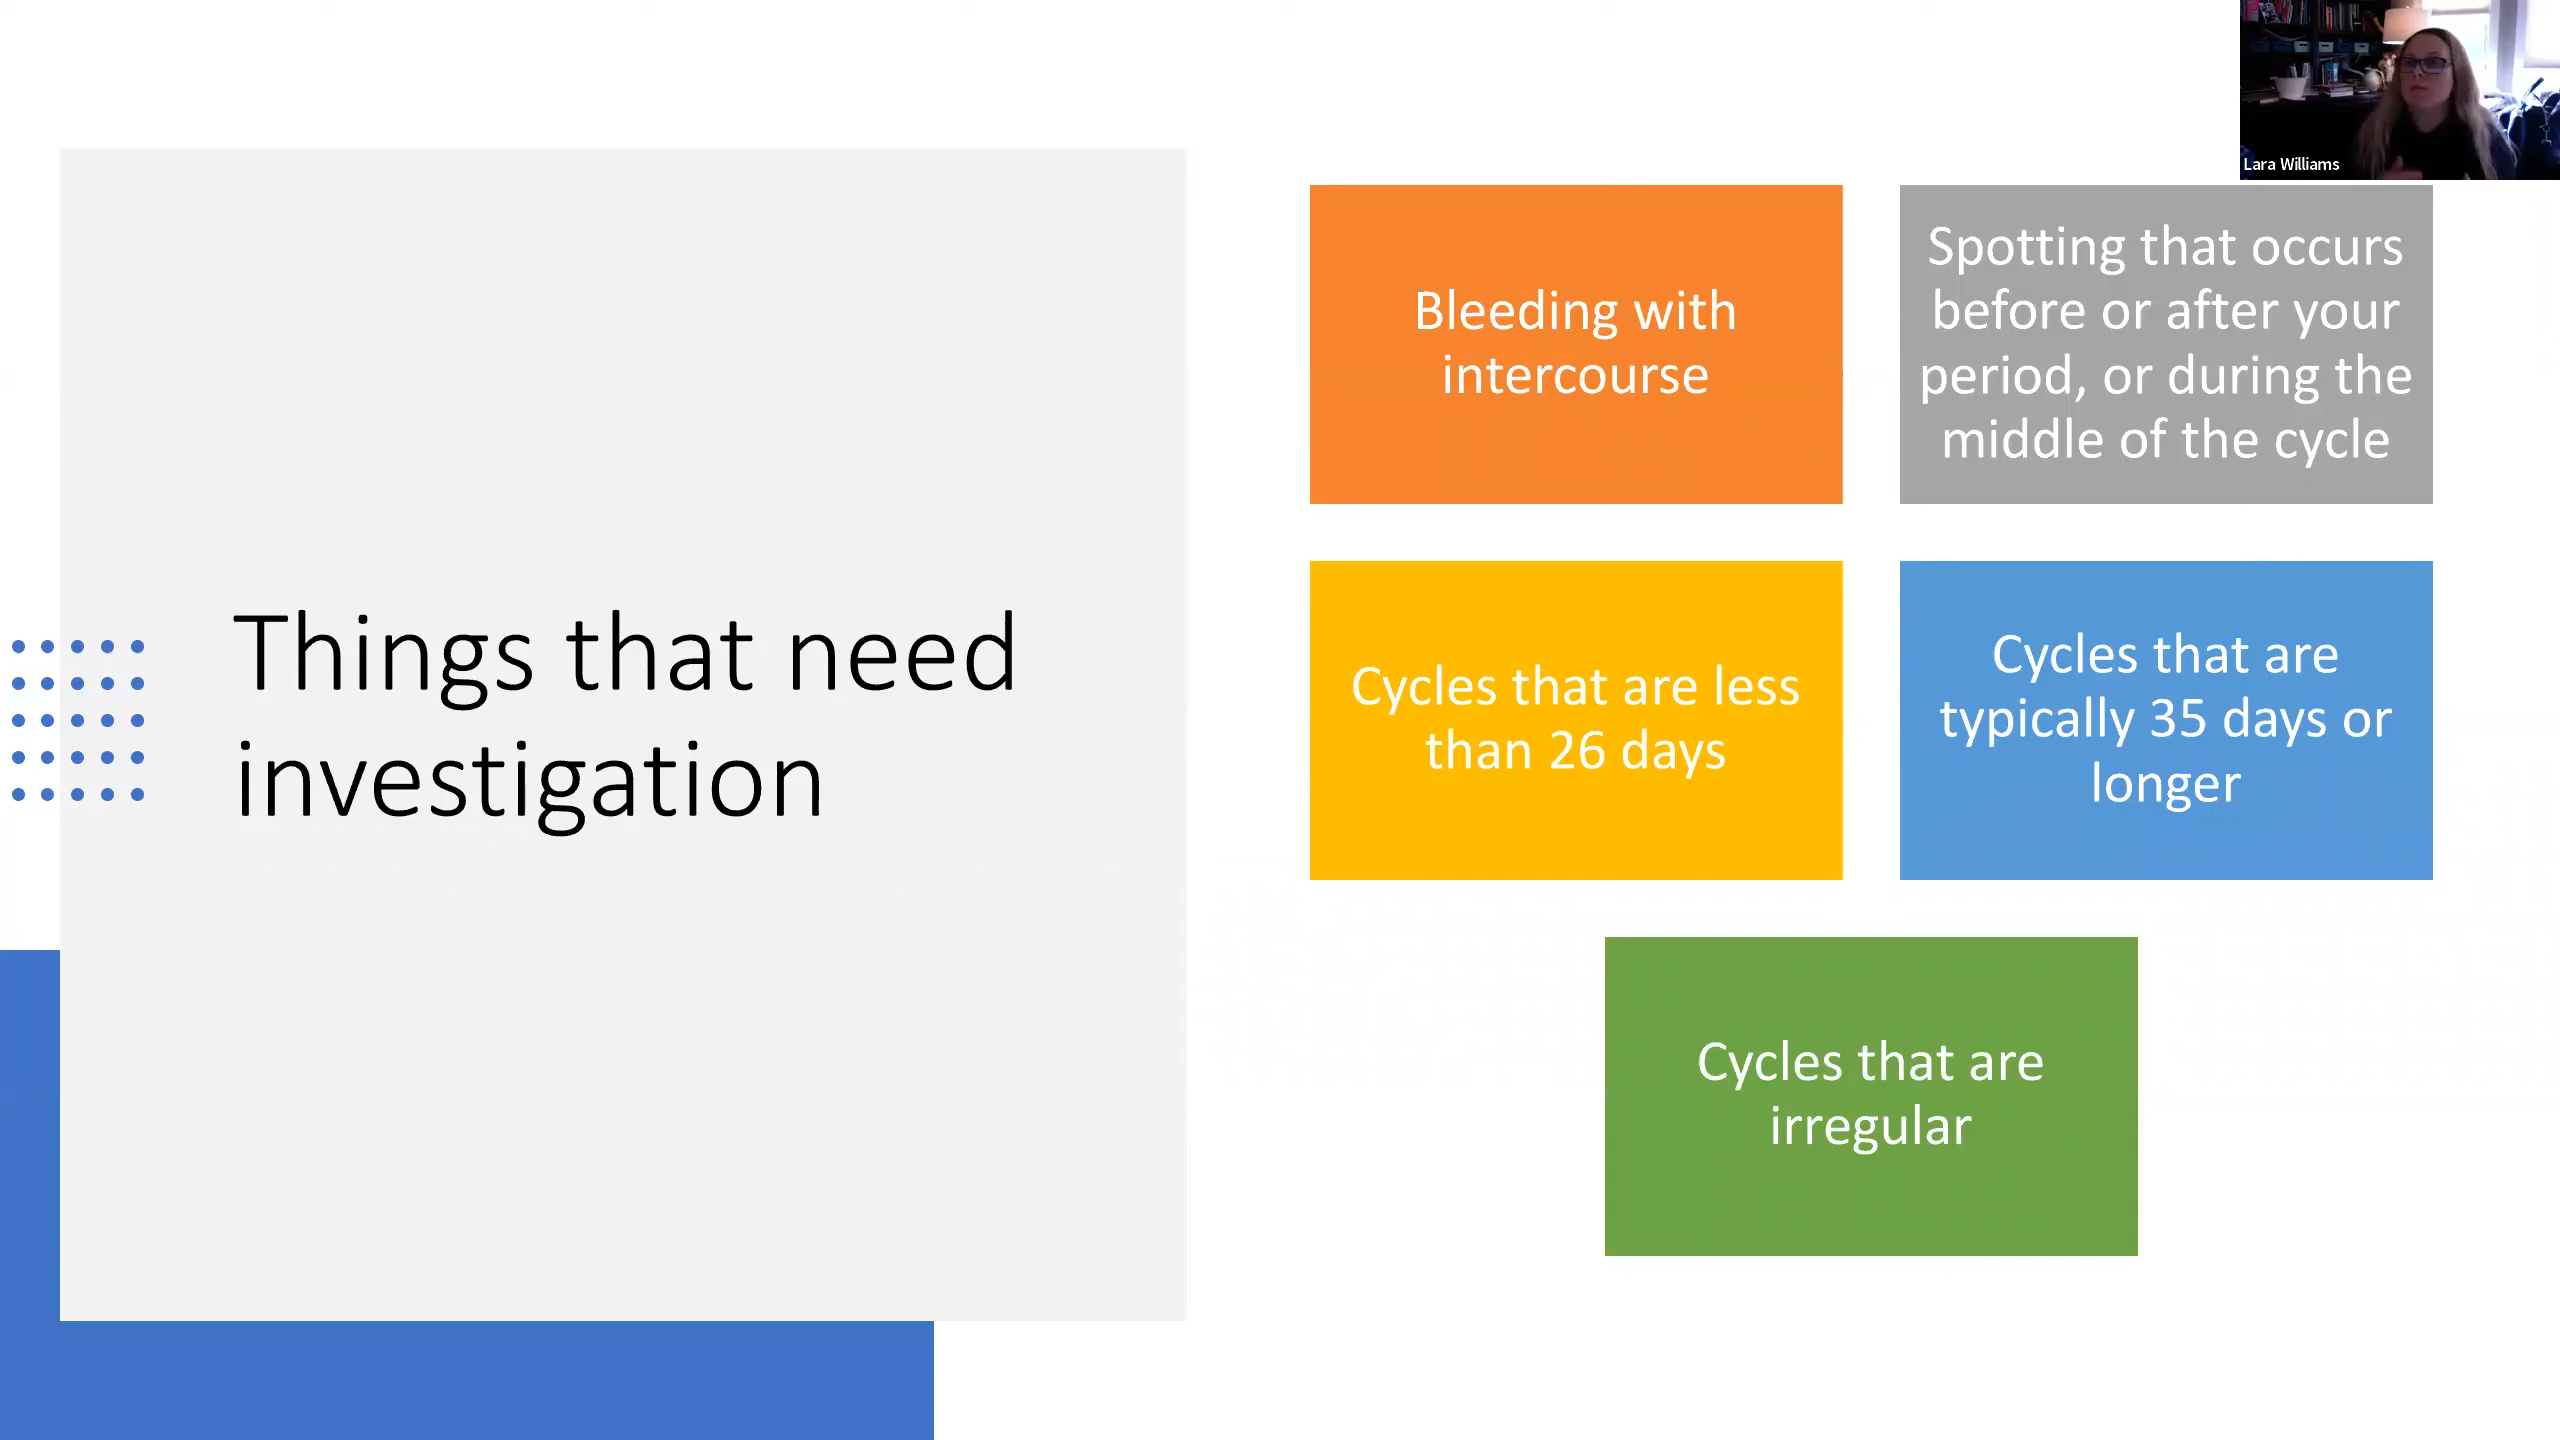 Lara Williams
Things that need
investigation
Bleeding with
intercourse
Spotting that occurs
before or after your
period, or during the
middle of the cycle
Cycles that are less
than 26 days
Cycles that are
typically 35 days or
longer
Cycles that are
irregular